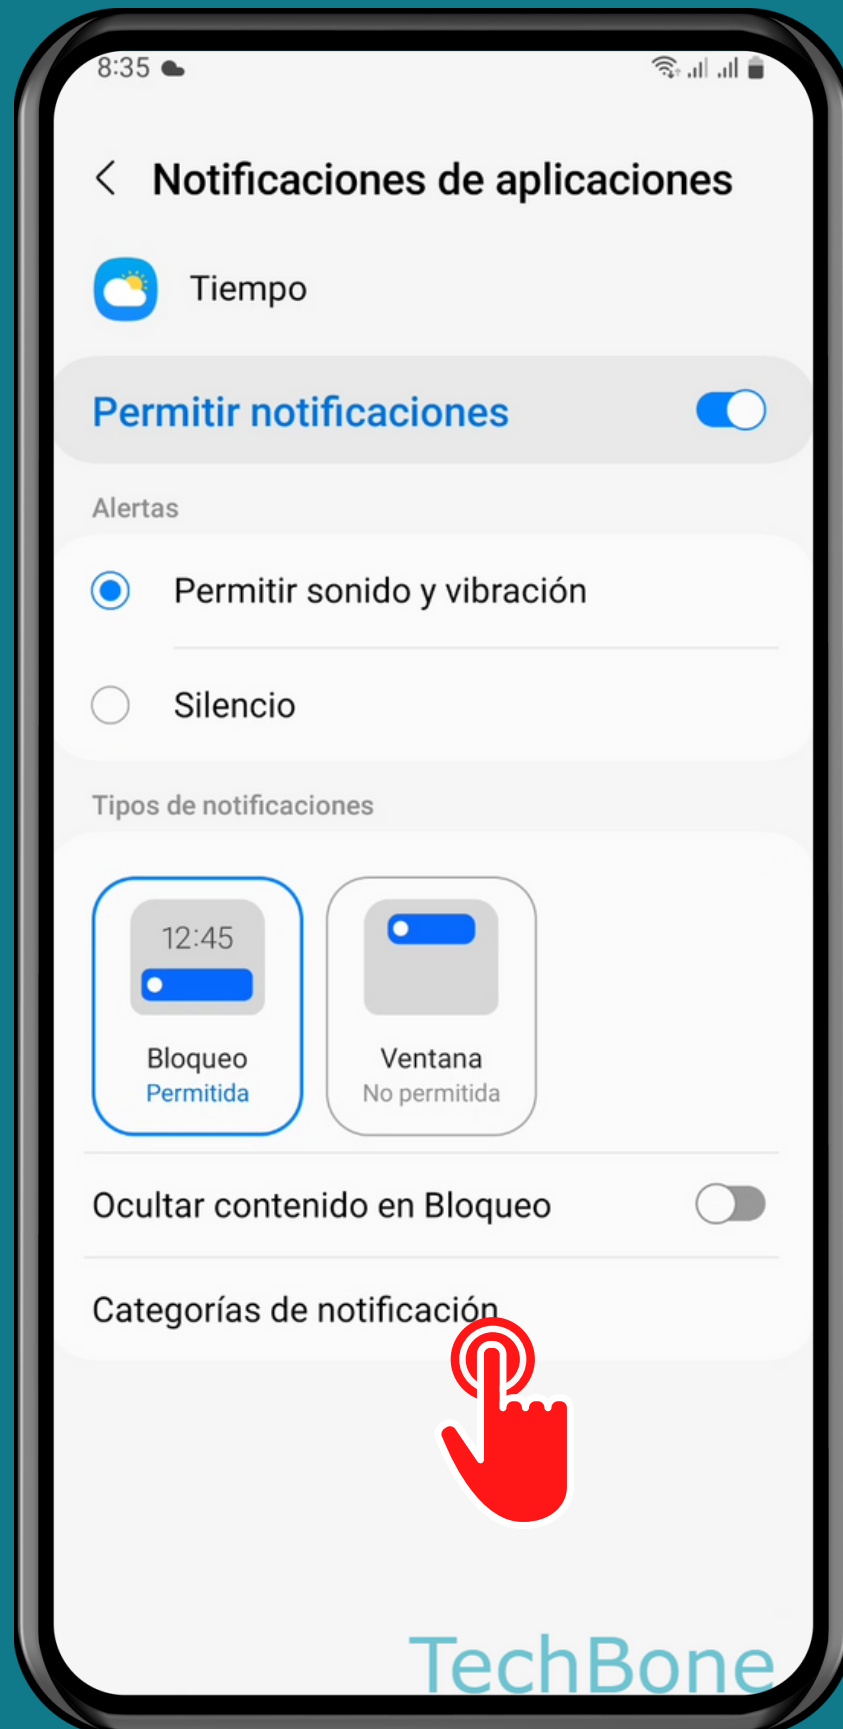 8:35
Notificaciones de aplicaciones
Tiempo
Permitir notificaciones
Alertas
Permitir sonido y vibración
Silencio
Tipos de notificaciones
12:45
Bloqueo
Permitida
Ventana
No permitida
Ocultar contenido en Bloqueo
Categorías de notificación
TechBone